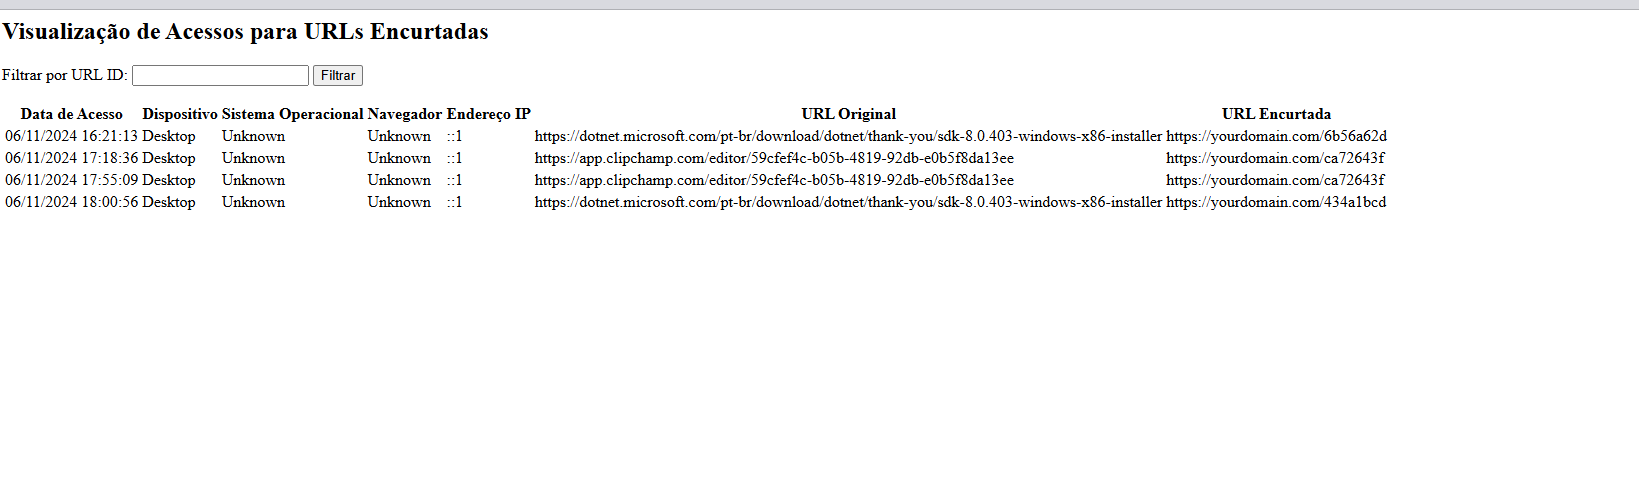 Visualização de Acessos para URLs Encurtadas
Filtrar por URL ID: Filtrar
Data de Acesso Dispositivo Sistema Operacional Navegador Endereço IP URL Original URL Encurtada
06/11/2024 16:21:13 Desktop Unknown Unknown ::1 https://dotnet.microsoft.com/pt-br/download/dotnet/thank-you/sdk-8.0.403-windows-x86-installer https://yourdomain.com/6b56a62d
06/11/2024 17:18:36 Desktop Unknown Unknown ::1 https://app.clipchamp.com/editor/59cfef4c-b05b-4819-92db-e0b5f8da13ee https://yourdomain.com/ca72643f
06/11/2024 17:55:09 Desktop Unknown Unknown ::1 https://app.clipchamp.com/editor/59cfef4c-b05b-4819-92db-e0b5f8da13ee https://yourdomain.com/ca72643f
06/11/2024 18:00:56 Desktop Unknown Unknown ::1 https://dotnet.microsoft.com/pt-br/download/dotnet/thank-you/sdk-8.0.403-windows-x86-installer https://yourdomain.com/434a1bcd